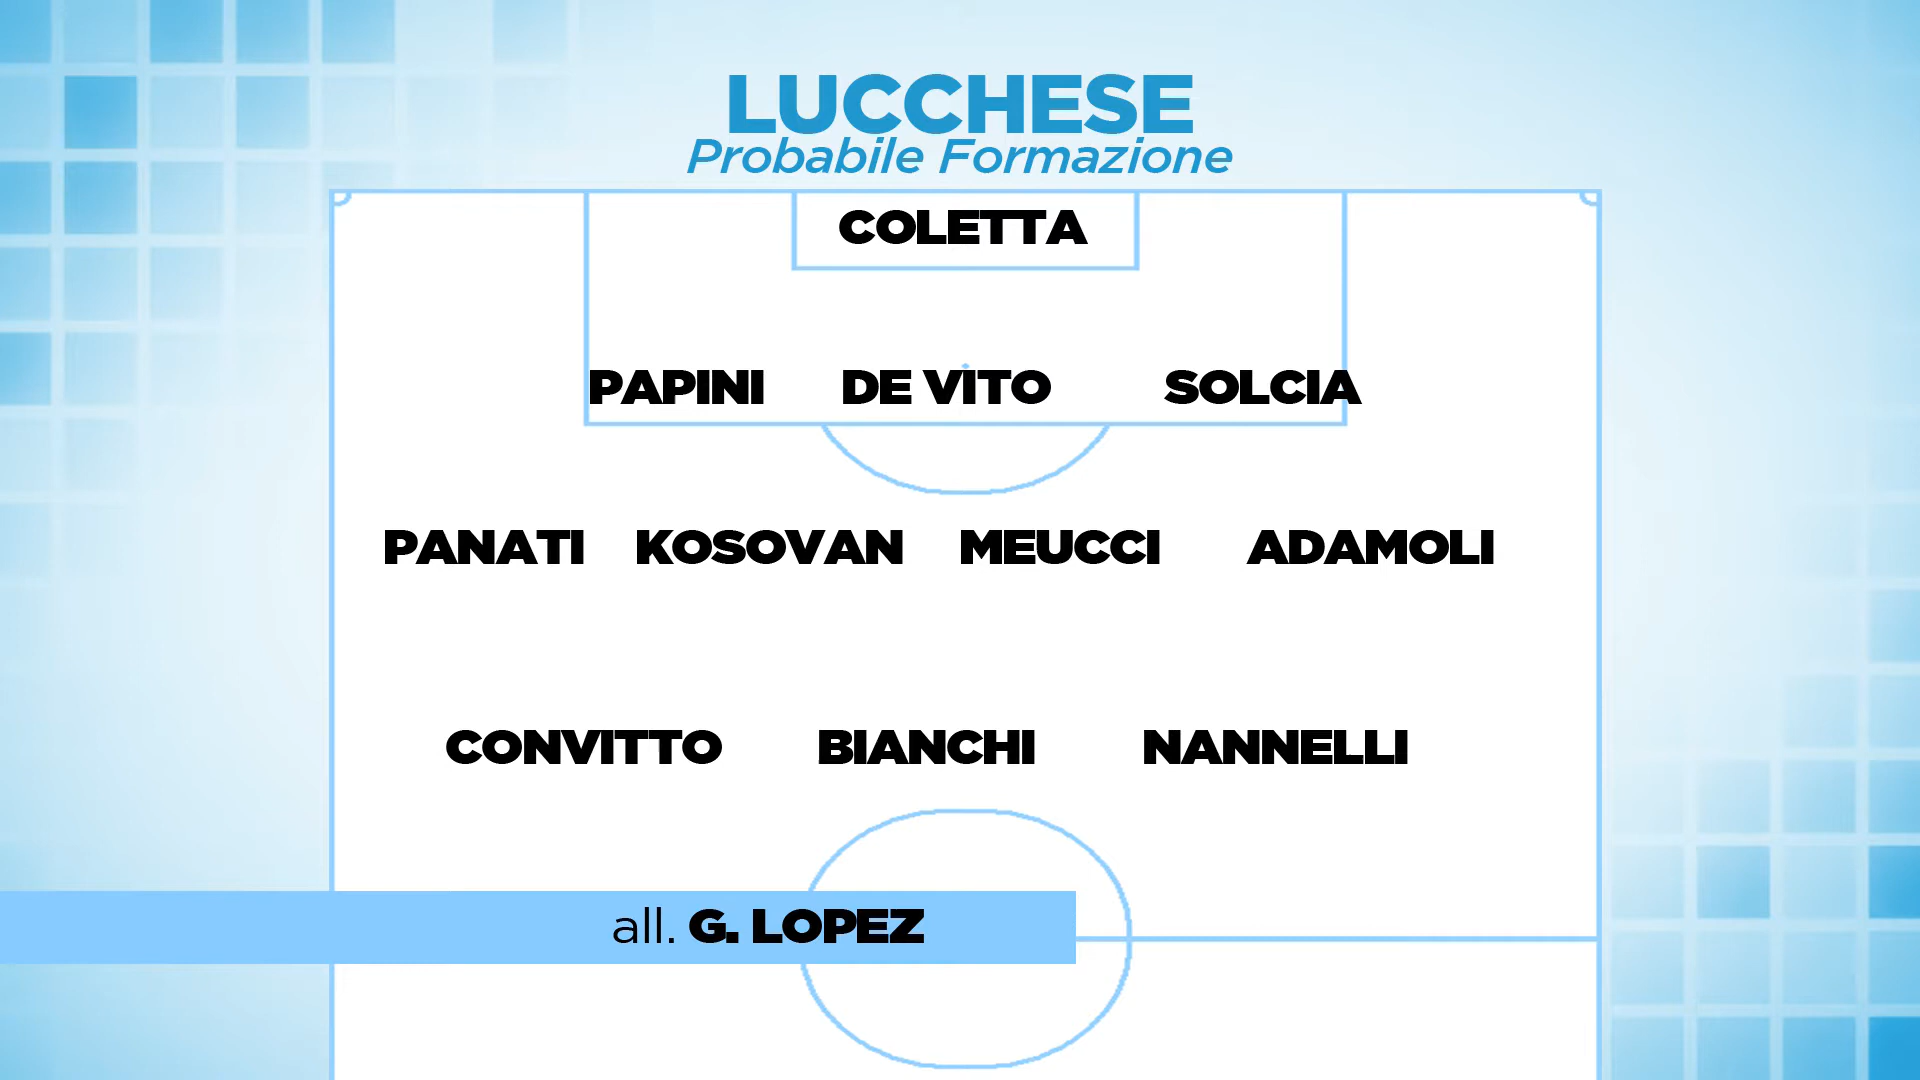 LUCCHESE
Probabile Formazione
COLETTA
PAPINI DE VITO SOLCIA
PANATI KOSOVAN MEUCCI ADAMOLI
CONVITTO BIANCHI NANNELLI
all. G. LOPEZ